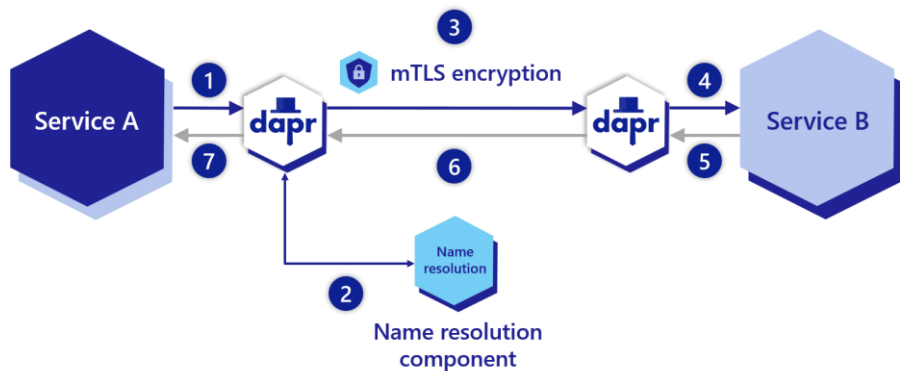 3
mTLS encryption
1
4
Service A
dapr
dapr
Service B
7
6
5
Name
resolution
2
Name resolution
component